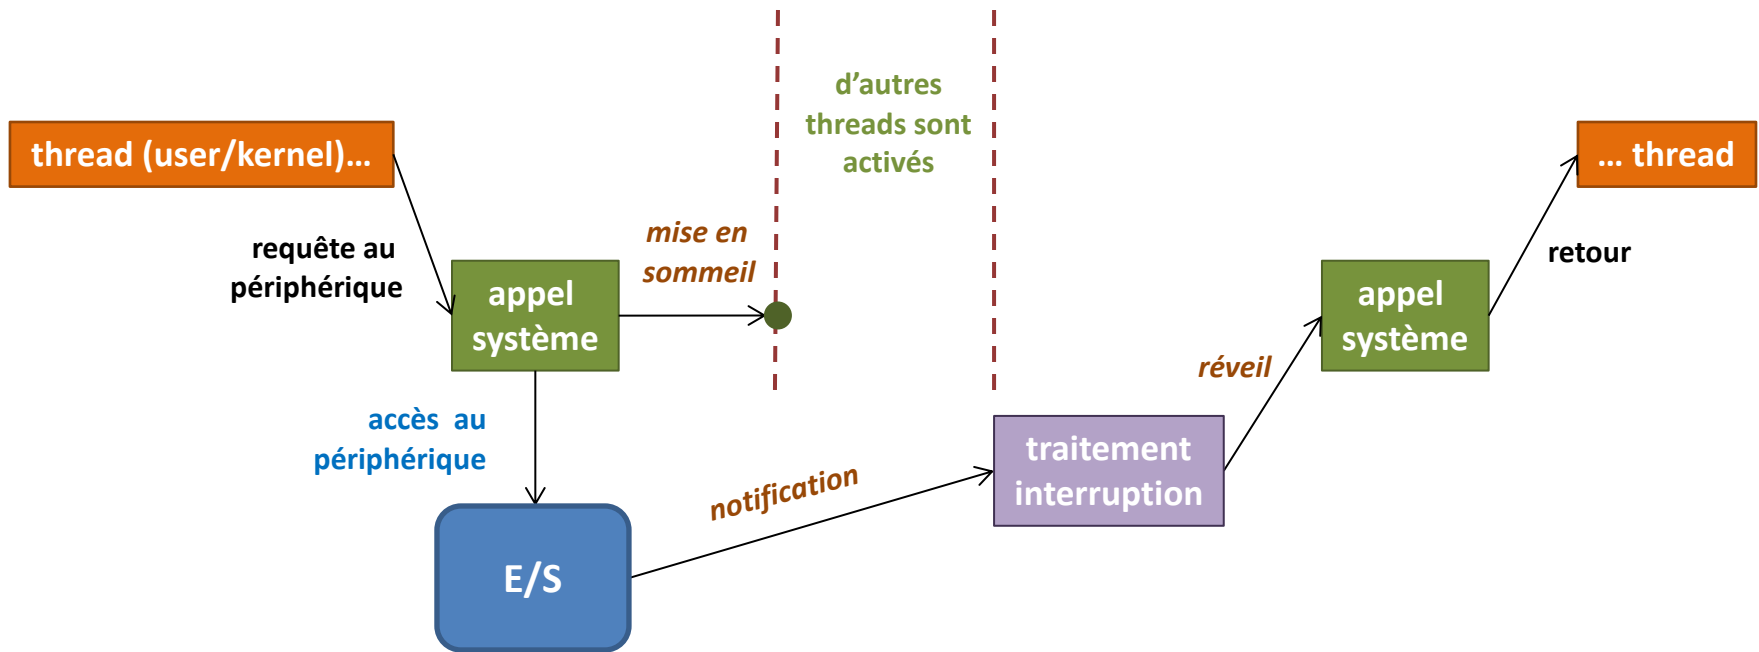 d’autres
threads sont
activés
thread (user/kernel)…
… thread
requête au
périphérique
mise en
sommeil
retour
appel
système
appel
système
réveil
accès au
périphérique
traitement
interruption
notification
E/S